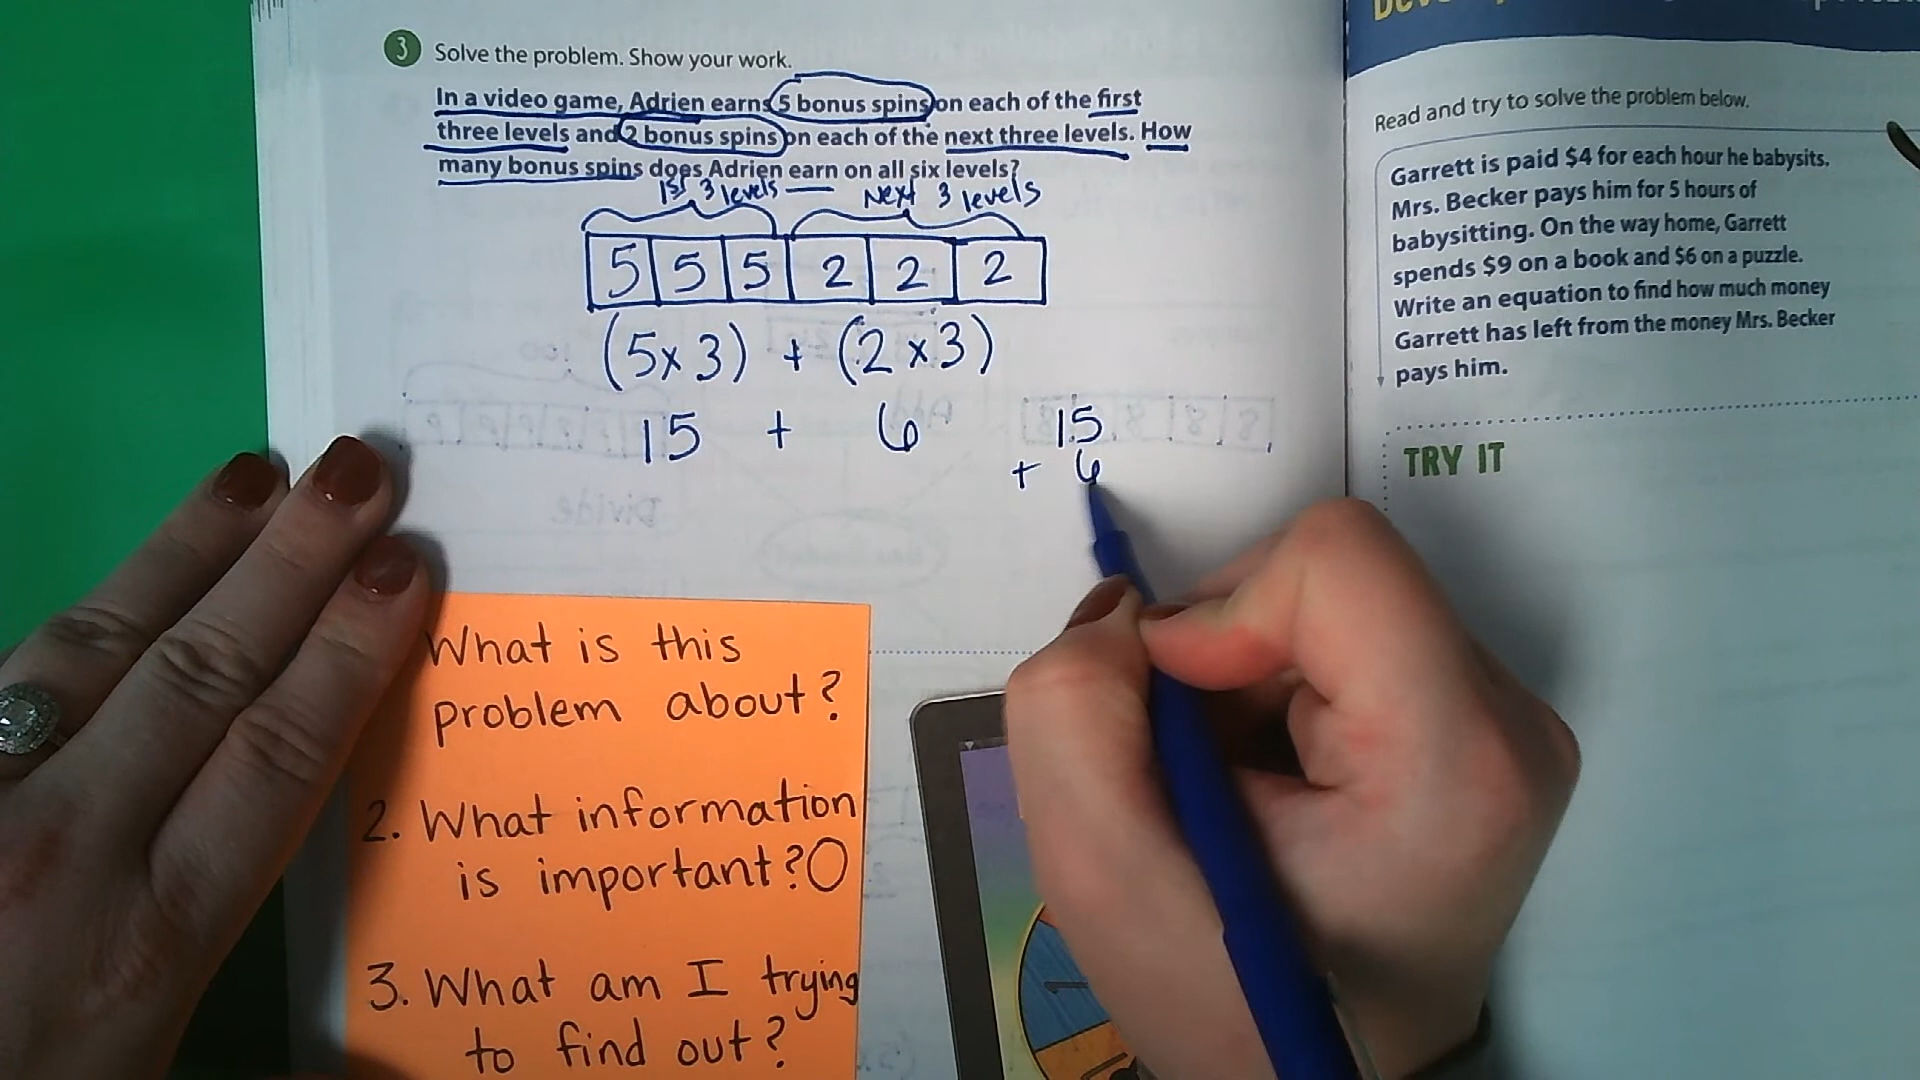 3 Solve the problem. Show your work.
In a video game, Adrien earns 5 bonus spins on each of the first
three levels and 2 bonus spins on each of the next three levels. How
many bonus spins does Adrien earn on all six levels?
1st 3 levels — Next 3 levels
5 5 5 2 2 2
(5x3) + (2x3)
15 + 6
15
+ 6
Add
8 8 8
Divide
What is this
problem about?
2. What information
is important?
3. What am I trying
to find out?
Read and try to solve the problem below.
Garrett is paid $4 for each hour he babysits.
Mrs. Becker pays him for 5 hours of
babysitting. On the way home, Garrett
spends $9 on a book and $6 on a puzzle.
Write an equation to find how much money
Garrett has left from the money Mrs. Becker
pays him.
TRY IT